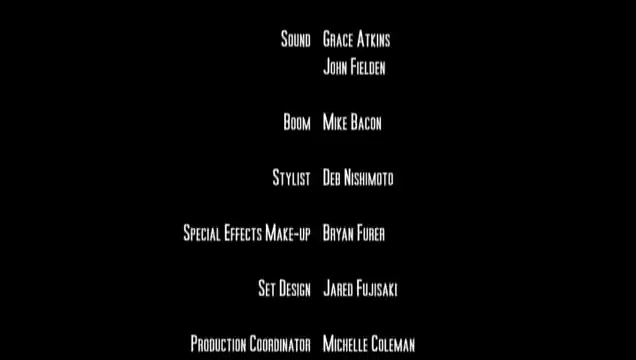 Sound Grace Atkins
John Fielden
Boom Mike Bacon
Stylist Deb Nishimoto
Special Effects Make-up Bryan Furer
Set Design Jared Fujisaki
Production Coordinator Michelle Coleman